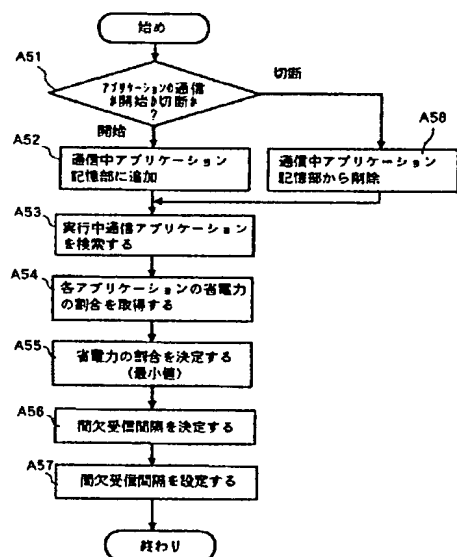 始め
A51
アプリケーションの通信
が開始か切断か
?
切断
開始
A52
通信中アプリケーション
記憶部に追加
A58
通信中アプリケーション
記憶部から削除
A53
実行中通信アプリケーション
を検索する
A54
各アプリケーションの省電力
の割合を取得する
A55
省電力の割合を決定する
(最小値)
A56
間欠受信間隔を決定する
A57
間欠受信間隔を設定する
終わり